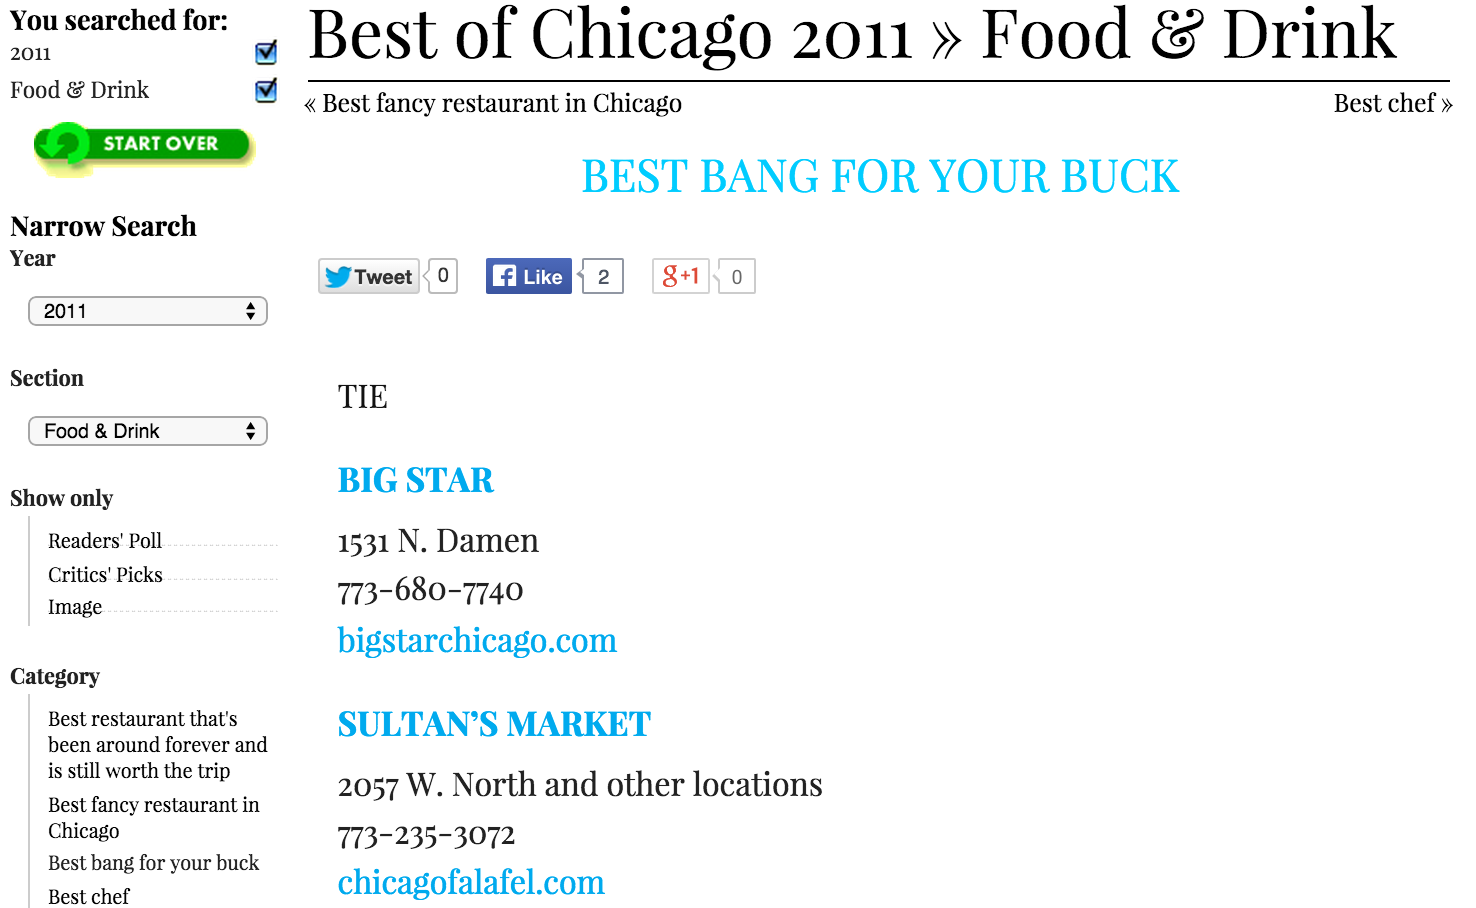 You searched for:
2011
Food & Drink
START OVER
Narrow Search
Year
2011
Section
Food & Drink
Show only
Readers' Poll
Critics' Picks
Image
Category
Best restaurant that's
been around forever and
is still worth the trip
Best fancy restaurant in
Chicago
Best bang for your buck
Best chef
Best of Chicago 2011 » Food & Drink
« Best fancy restaurant in Chicago
Best chef »
BEST BANG FOR YOUR BUCK
Tweet 0
Like 2
g+1 0
TIE
BIG STAR
1531 N. Damen
773-680-7740
bigstarchicago.com
SULTAN’S MARKET
2057 W. North and other locations
773-235-3072
chicagofalafel.com